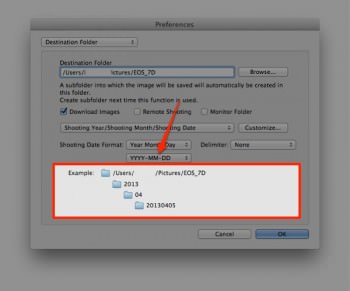 Preferences
Destination Folder
Destination Folder
/Users/i ictures/EOS_7D
Browse...
A subfolder into which the image will be saved will automatically be created in
this folder.
Create subfolder next time this function is used.
Download Images Remote Shooting Monitor Folder
Shooting Year/Shooting Month/Shooting Date Customize...
Shooting Date Format: Year Month Day Delimiter: None
YYYY-MM-DD
Example: /Users/ /Pictures/EOS_7D
2013
04
20130405
Cancel OK